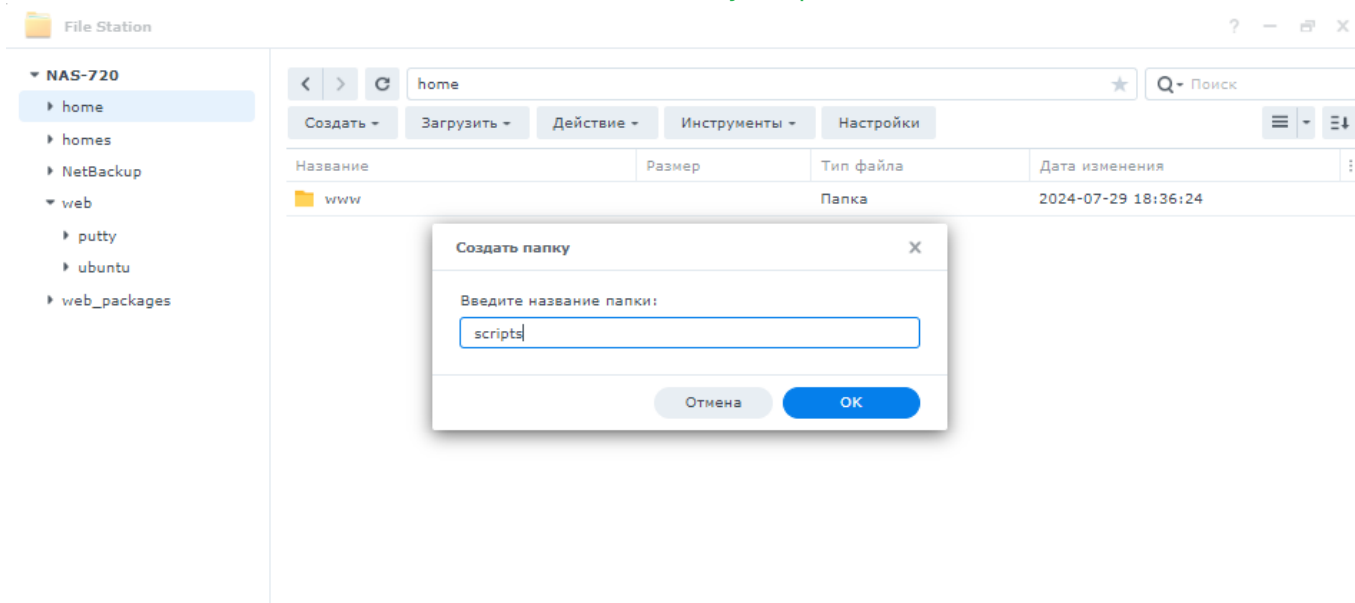 File Station
NAS-720
home
homes
NetBackup
web
putty
ubuntu
web_packages
home
Поиск
Создать
Загрузить
Действие
Инструменты
Настройки
Название
Размер
Тип файла
Дата изменения
www
Папка
2024-07-29 18:36:24
Создать папку
Введите название папки:
scripts
Отмена
OK